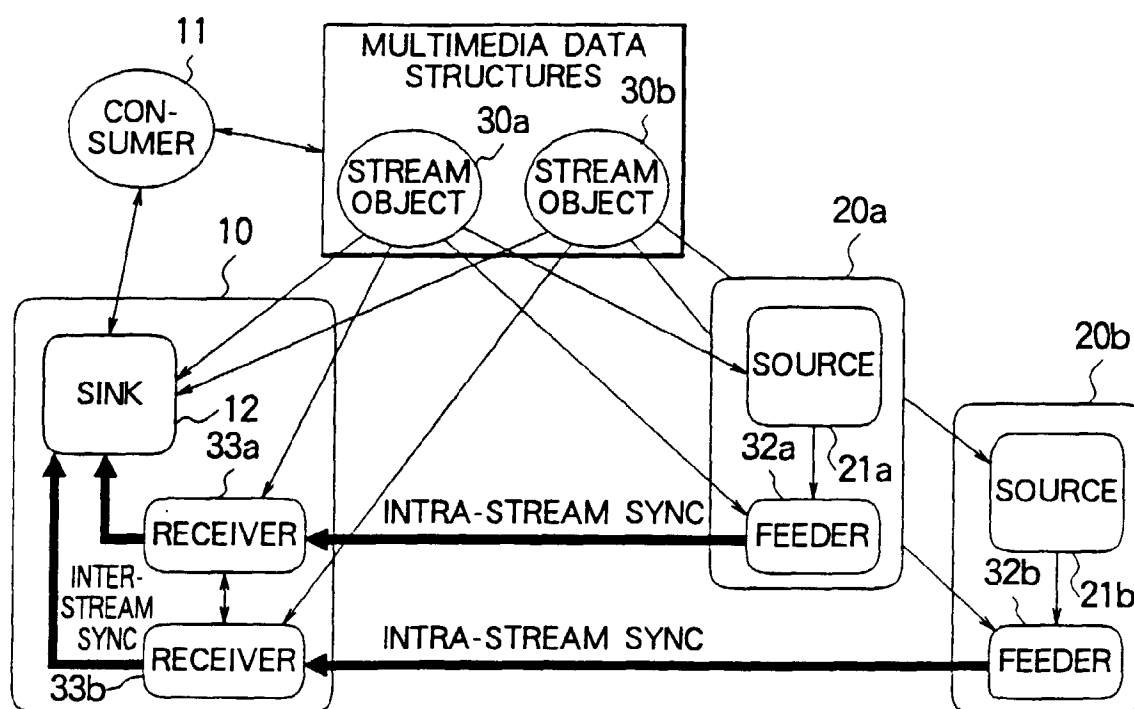 11
MULTIMEDIA DATA
STRUCTURES
30b
CON-
SUMER
30a
STREAM
OBJECT
STREAM
OBJECT
20a
10
20b
SINK
SOURCE
12
33a
32a
21a
SOURCE
INTRA-STREAM SYNC
RECEIVER
FEEDER
INTER-
STREAM
SYNC
32b
21b
INTRA-STREAM SYNC
RECEIVER
FEEDER
33b